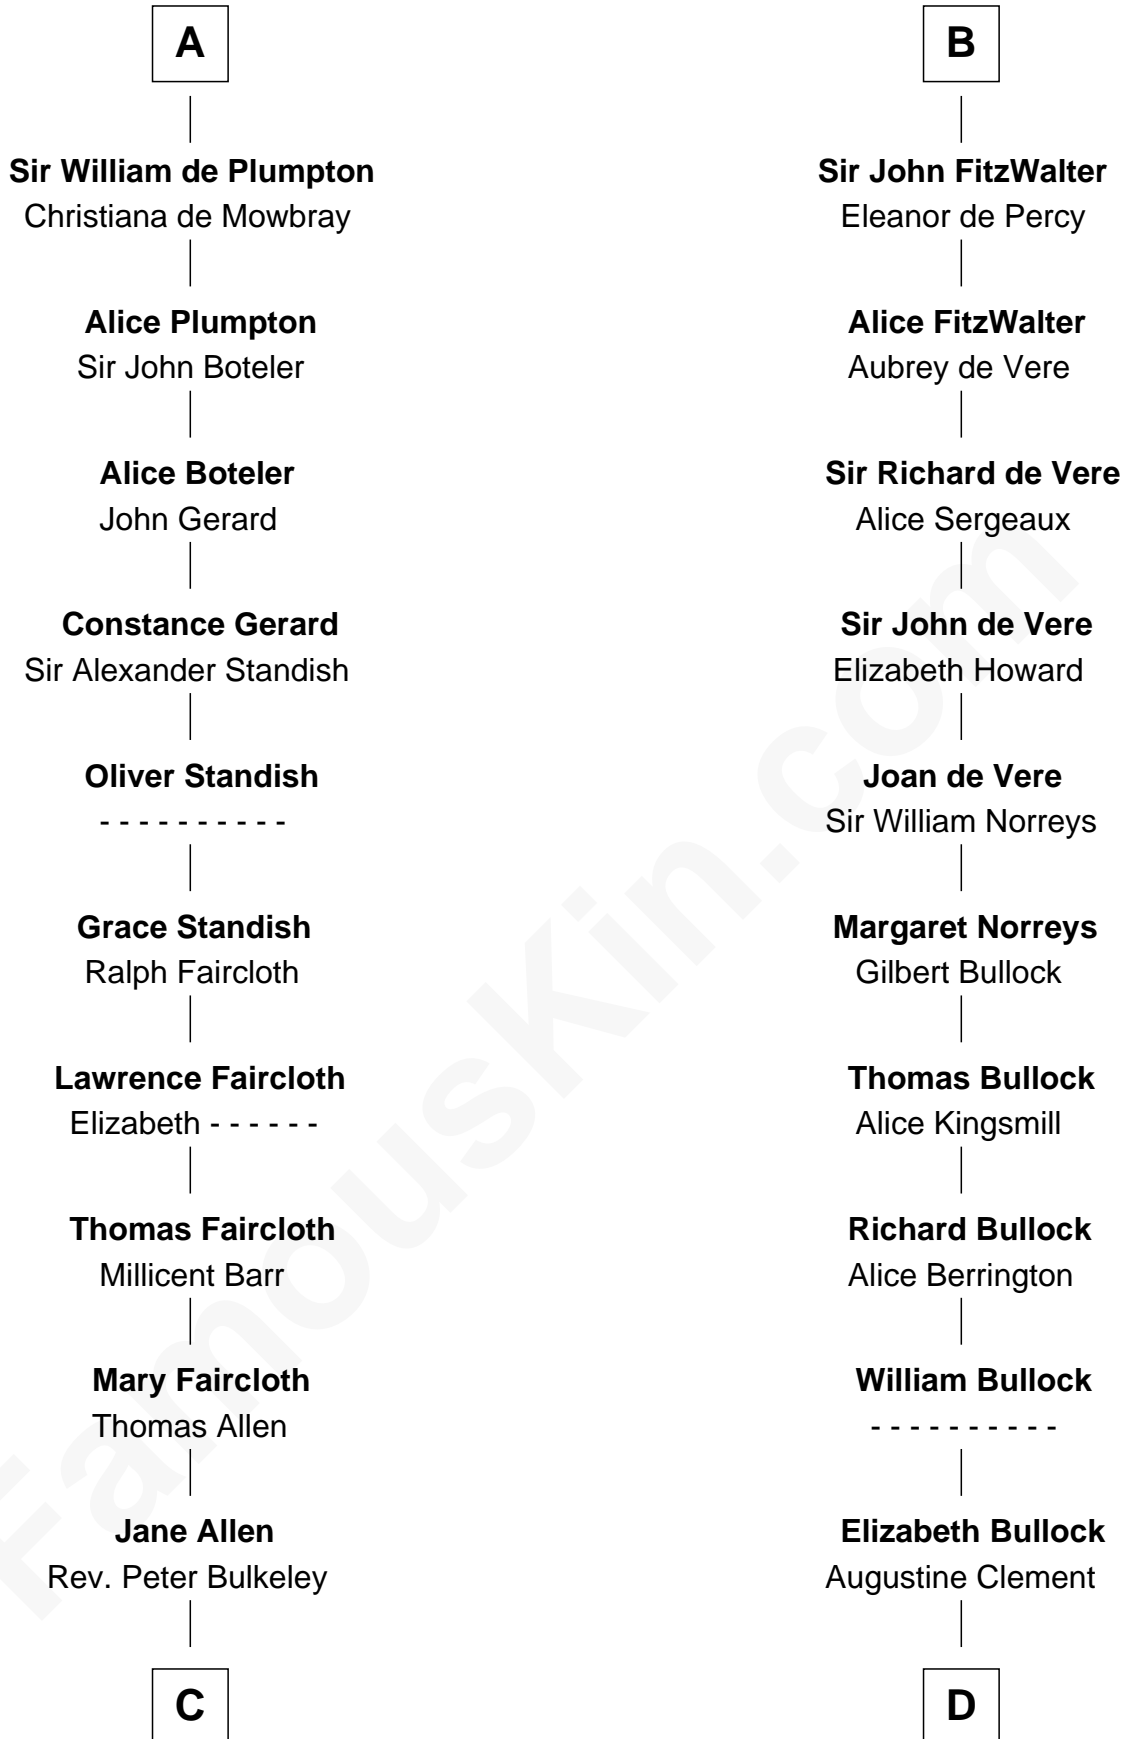 A
Sir William de Plumpton
Christiana de Mowbray
Alice Plumpton
Sir John Boteler
Alice Boteler
John Gerard
Constance Gerard
Sir Alexander Standish
Oliver Standish
- - - - - - - - - -
Grace Standish
Ralph Faircloth
Lawrence Faircloth
Elizabeth - - - - - -
Thomas Faircloth
Millicent Barr
Mary Faircloth
Thomas Allen
Jane Allen
Rev. Peter Bulkeley
C
B
Sir John FitzWalter
Eleanor de Percy
Alice FitzWalter
Aubrey de Vere
Sir Richard de Vere
Alice Sergeaux
Sir John de Vere
Elizabeth Howard
Joan de Vere
Sir William Norreys
Margaret Norreys
Gilbert Bullock
Thomas Bullock
Alice Kingsmill
Richard Bullock
Alice Berrington
William Bullock
- - - - - - - - - -
Elizabeth Bullock
Augustine Clement
D
FamousKin.com